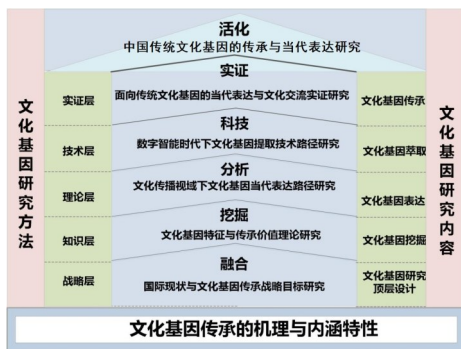 活化
中国传统文化基因的传承与当代表达研究
文化基因研究方法
实证层
技术层
理论层
知识层
战略层
实证
面向传统文化基因的当代表达与文化交流实证研究
科技
数字智能时代下文化基因提取技术路径研究
分析
文化传播视域下文化基因当代表达路径研究
挖掘
文化基因特征与传承价值理论研究
融合
国际现状与文化基因传承战略目标研究
文化基因传承
文化基因萃取
文化基因表达
文化基因挖掘
文化基因研究
顶层设计
文化基因研究内容
文化基因传承的机理与内涵特性